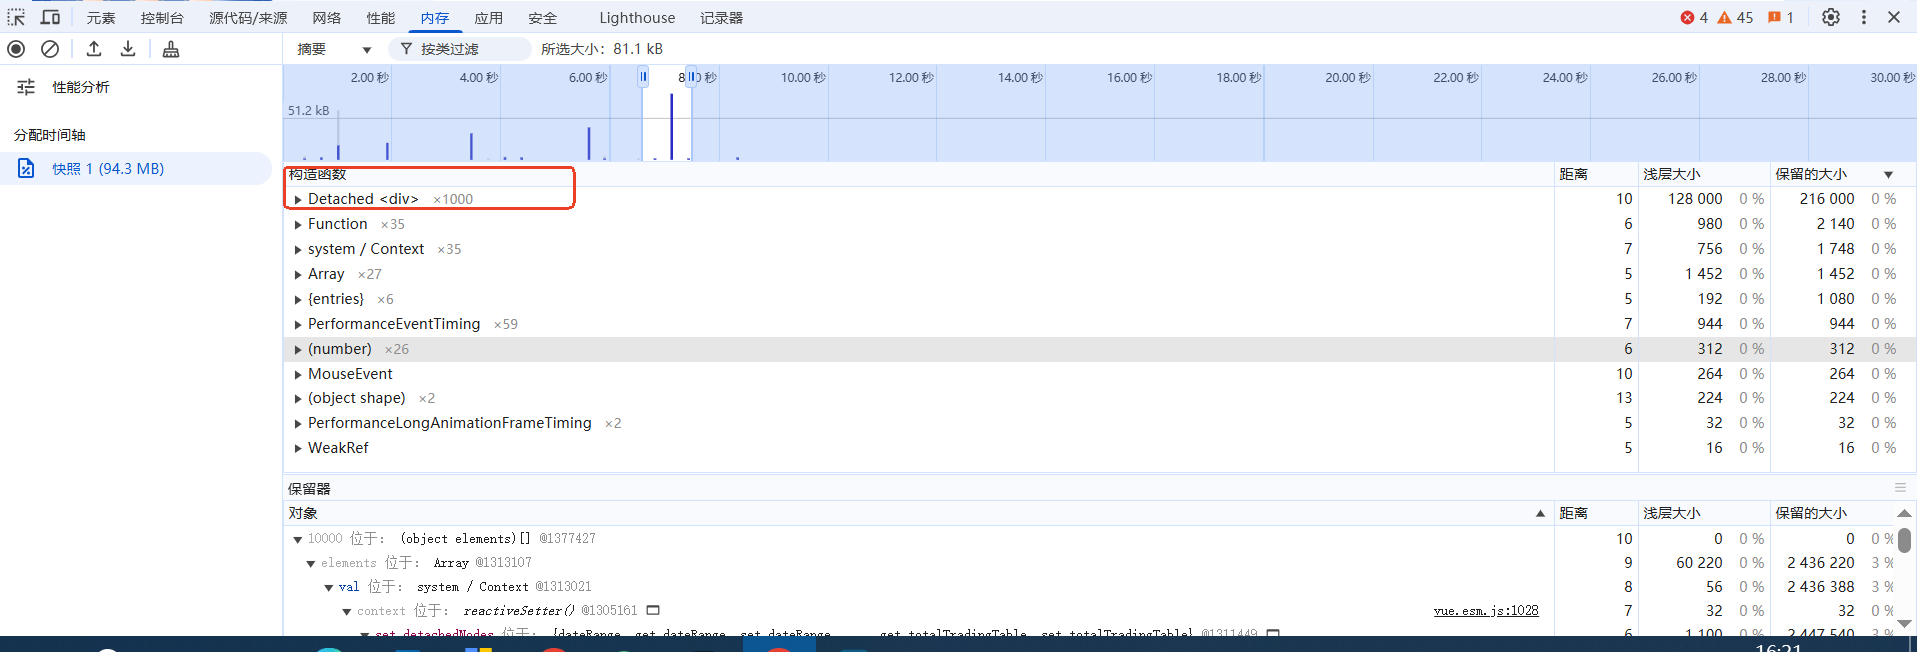 元素 控制台 源代码/来源 网络 性能 内存 应用 安全 Lighthouse 记录器 4 45 1
摘要 按类过滤 所选大小: 81.1 kB
性能分析
分配时间轴
快照 1 (94.3 MB)
2.00 秒 4.00 秒 6.00 秒 8 0 秒 10.00 秒 12.00 秒 14.00 秒 16.00 秒 18.00 秒 20.00 秒 22.00 秒 24.00 秒 26.00 秒 28.00 秒 30.00 秒
51.2 kB
构造函数 距离 浅层大小 保留的大小
Detached <div> ×1000 10 128 000 0 % 216 000 0 %
Function ×35 6 980 0 % 2 140 0 %
system / Context ×35 7 756 0 % 1 748 0 %
Array ×27 5 1 452 0 % 1 452 0 %
{entries} ×6 5 192 0 % 1 080 0 %
PerformanceEventTiming ×59 7 944 0 % 944 0 %
(number) ×26 6 312 0 % 312 0 %
MouseEvent 10 264 0 % 264 0 %
(object shape) ×2 13 224 0 % 224 0 %
PerformanceLongAnimationFrameTiming ×2 5 32 0 % 32 0 %
WeakRef 5 16 0 % 16 0 %
保留器
对象 距离 浅层大小 保留的大小
10000 位于: (object elements)[] @1377427 10 0 0 % 0 0 %
elements 位于: Array @1313107 9 60 220 0 % 2 436 220 3 %
val 位于: system / Context @1313021 8 56 0 % 2 436 388 3 %
context 位于: reactiveSetter() @1305161 vue.esm.js:1028 7 32 0 % 32 0 %
set detachedNodes 位于: {dateRange, get dateRange, set dateRange, ..., get totalTradingTable, set totalTradingTable} @1311449 6 1 100 0 % 2 447 540 3 %
16:21